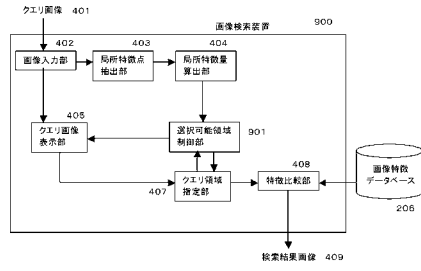 クエリ画像 401
画像検索装置 900
402
画像入力部
403
局所特徴点
抽出部
404
局所特徴量
算出部
405
クエリ画像
表示部
選択可能領域
制御部
901
407
クエリ領域
指定部
408
特徴比較部
画像特徴
データベース
206
検索結果画像 409